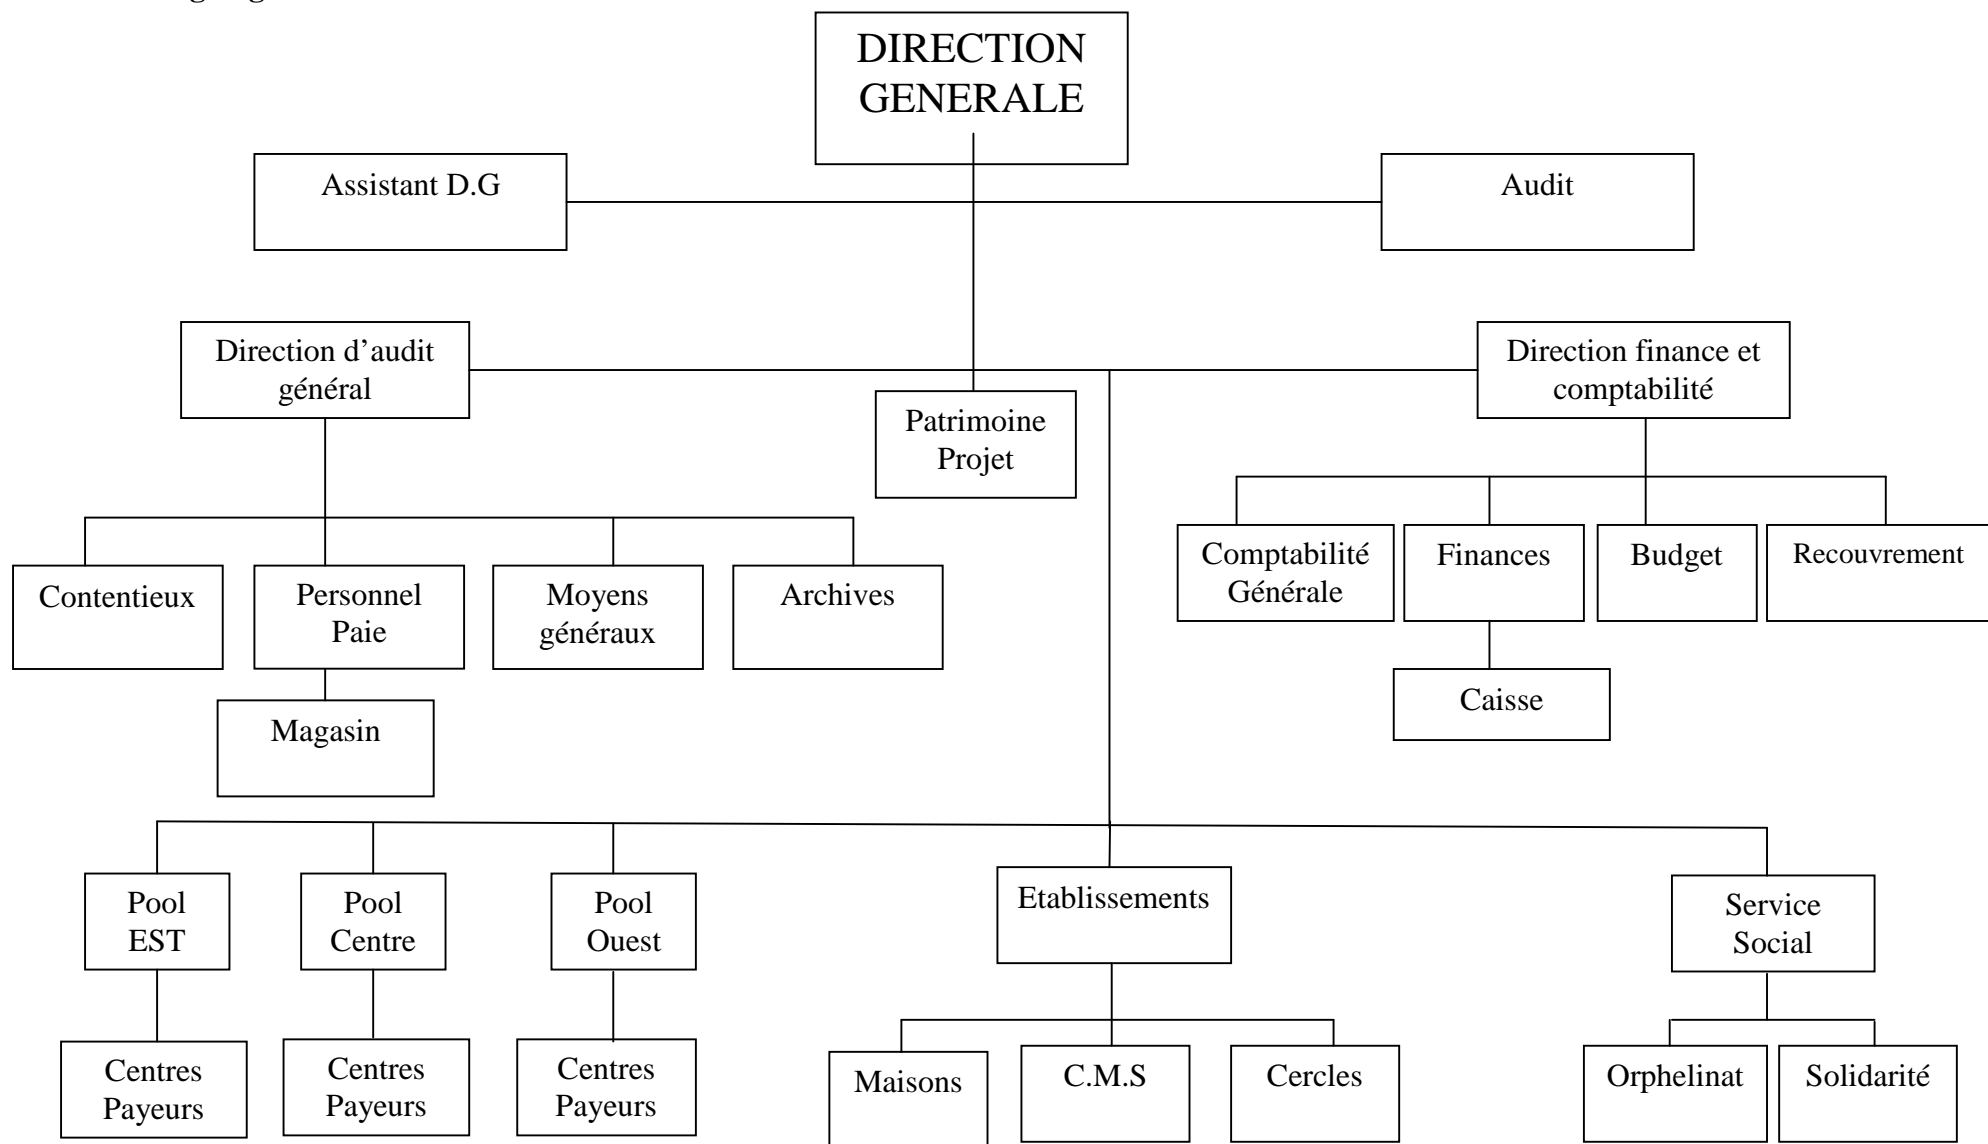 DIRECTION
GENERALE
Assistant D.G
Audit
Direction d’audit
général
Direction finance et
comptabilité
Patrimoine
Projet
Contentieux
Personnel
Paie
Moyens
généraux
Archives
Comptabilité
Générale
Finances
Budget
Recouvrement
Magasin
Caisse
Pool
EST
Pool
Centre
Pool
Ouest
Etablissements
Service
Social
Centres
Payeurs
Centres
Payeurs
Centres
Payeurs
Maisons
C.M.S
Cercles
Orphelinat
Solidarité